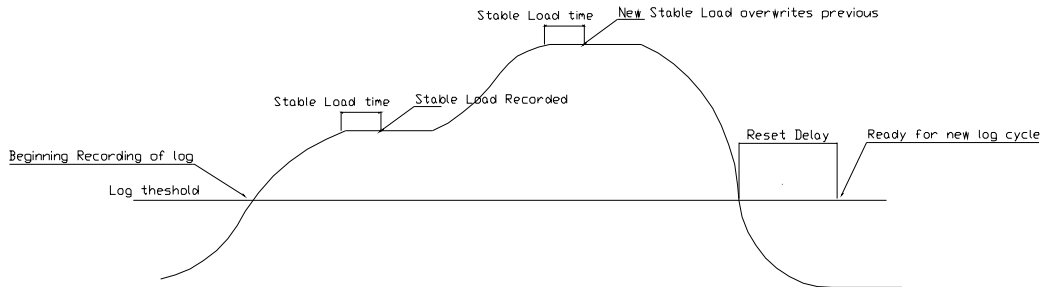 Stable Load time
New Stable Load overwrites previous
Stable Load time
Stable Load Recorded
Reset Delay
Ready for new log cycle
Beginning Recording of log
Log theshold